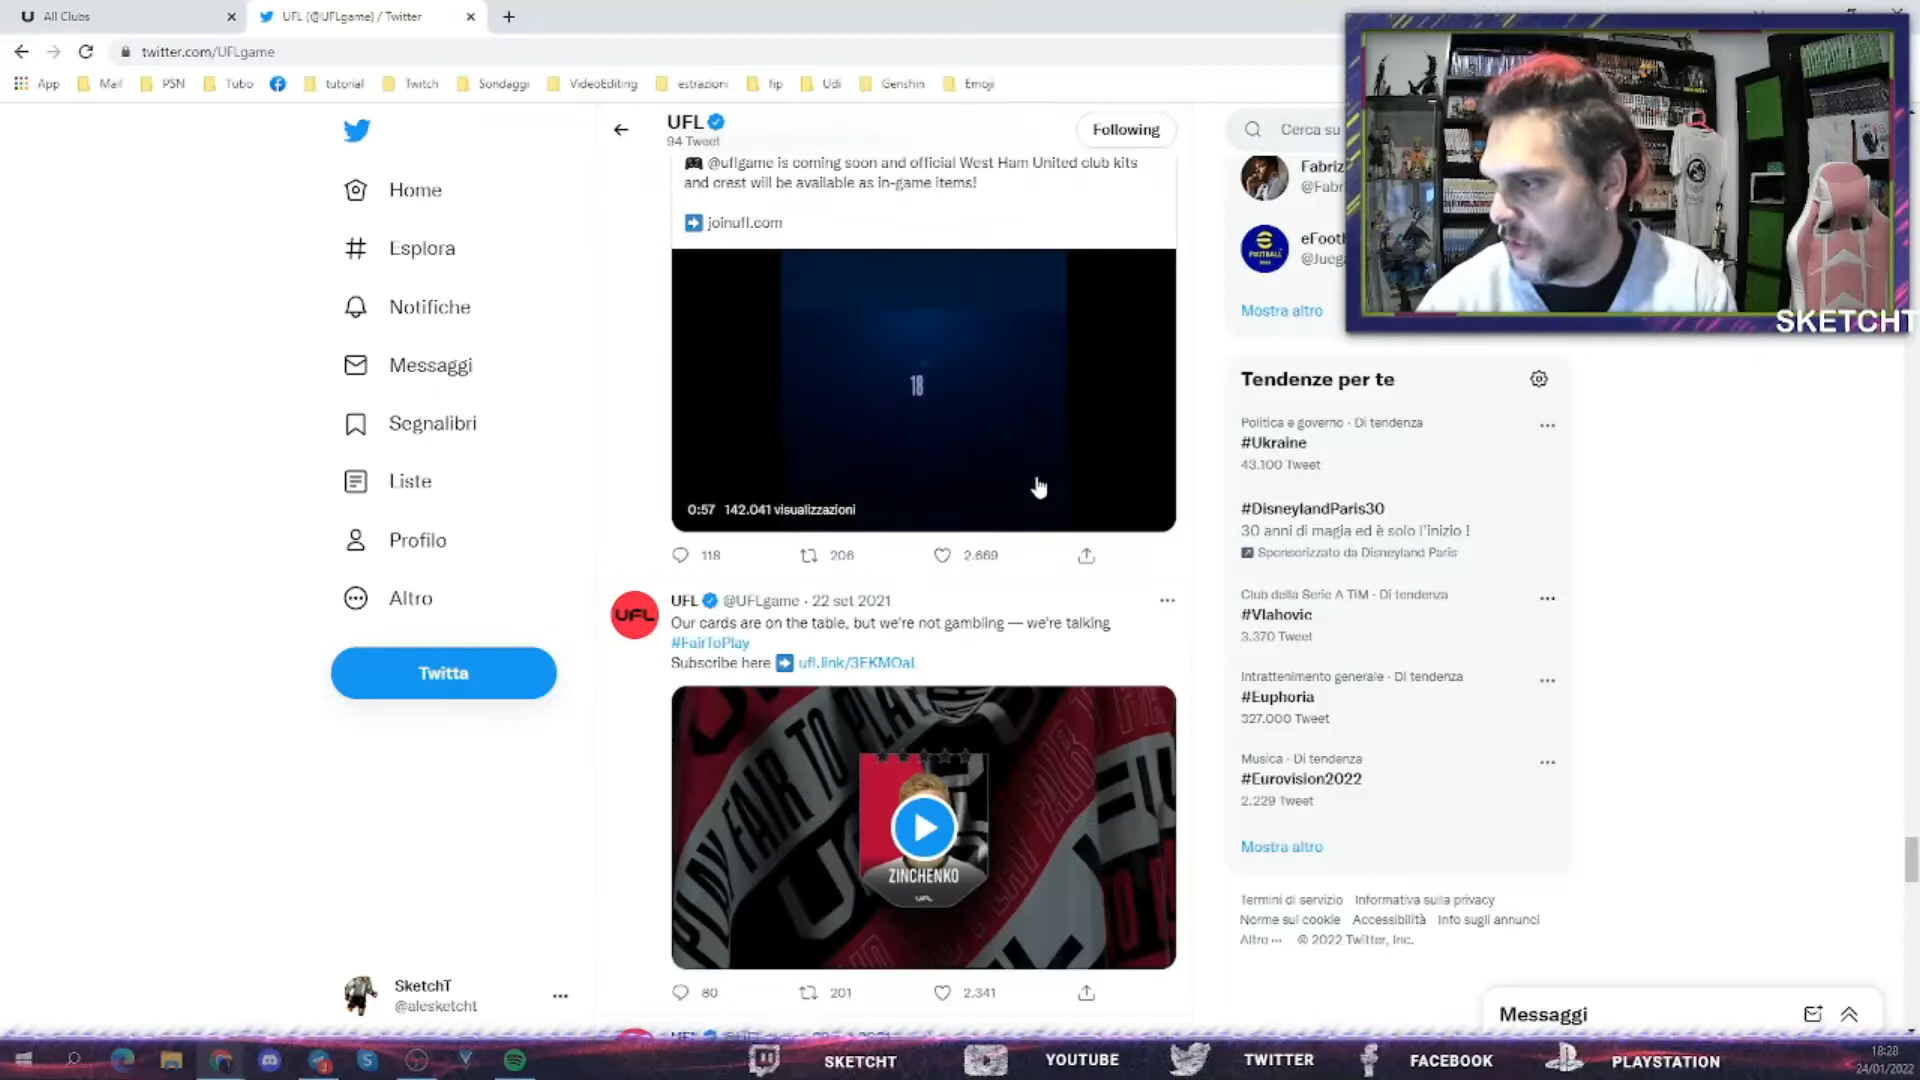 All Clubs
UFL (@UFLgame) / Twitter
twitter.com/UFLgame
App
Mail
PSN
Tubo
tutorial
Twitch
Sondaggi
VideoEditing
estrazioni
fip
Udi
Genshin
Emoji
UFL
94 Tweet
Following
Cerca su
Home
Esplora
Notifiche
Messaggi
Segnalibri
Liste
Profilo
Altro
Twitta
SketchT
@alesketcht
@uflgame is coming soon and official West Ham United club kits
and crest will be available as in-game items!
joinufl.com
18
0:57 142.041 visualizzazioni
118 206 2.669
UFL @UFLgame · 22 set 2021
Our cards are on the table, but we're not gambling — we're talking
#FairToPlay
Subscribe here ufl.link/3EKMOaL
UFL
PLAY FAIR TO PLAY
ZINCHENKO
UFL
80 201 2.341
Fabriz
@Fabr
eFootb
@Jueg
FOOTBALL
Mostra altro
SKETCHT
Tendenze per te
Politica e governo · Di tendenza
#Ukraine
43.100 Tweet
#DisneylandParis30
30 anni di magia ed è solo l'inizio !
Sponsorizzato da Disneyland Paris
Club della Serie A TIM · Di tendenza
#Vlahovic
3.370 Tweet
Intrattenimento generale · Di tendenza
#Euphoria
327.000 Tweet
Musica · Di tendenza
#Eurovision2022
2.229 Tweet
Mostra altro
Termini di servizio Informativa sulla privacy
Norme sui cookie Accessibilità Info sugli annunci
Altro ··· © 2022 Twitter, Inc.
Messaggi
SKETCHT
YOUTUBE
TWITTER
FACEBOOK
PLAYSTATION
18:28
24/01/2022